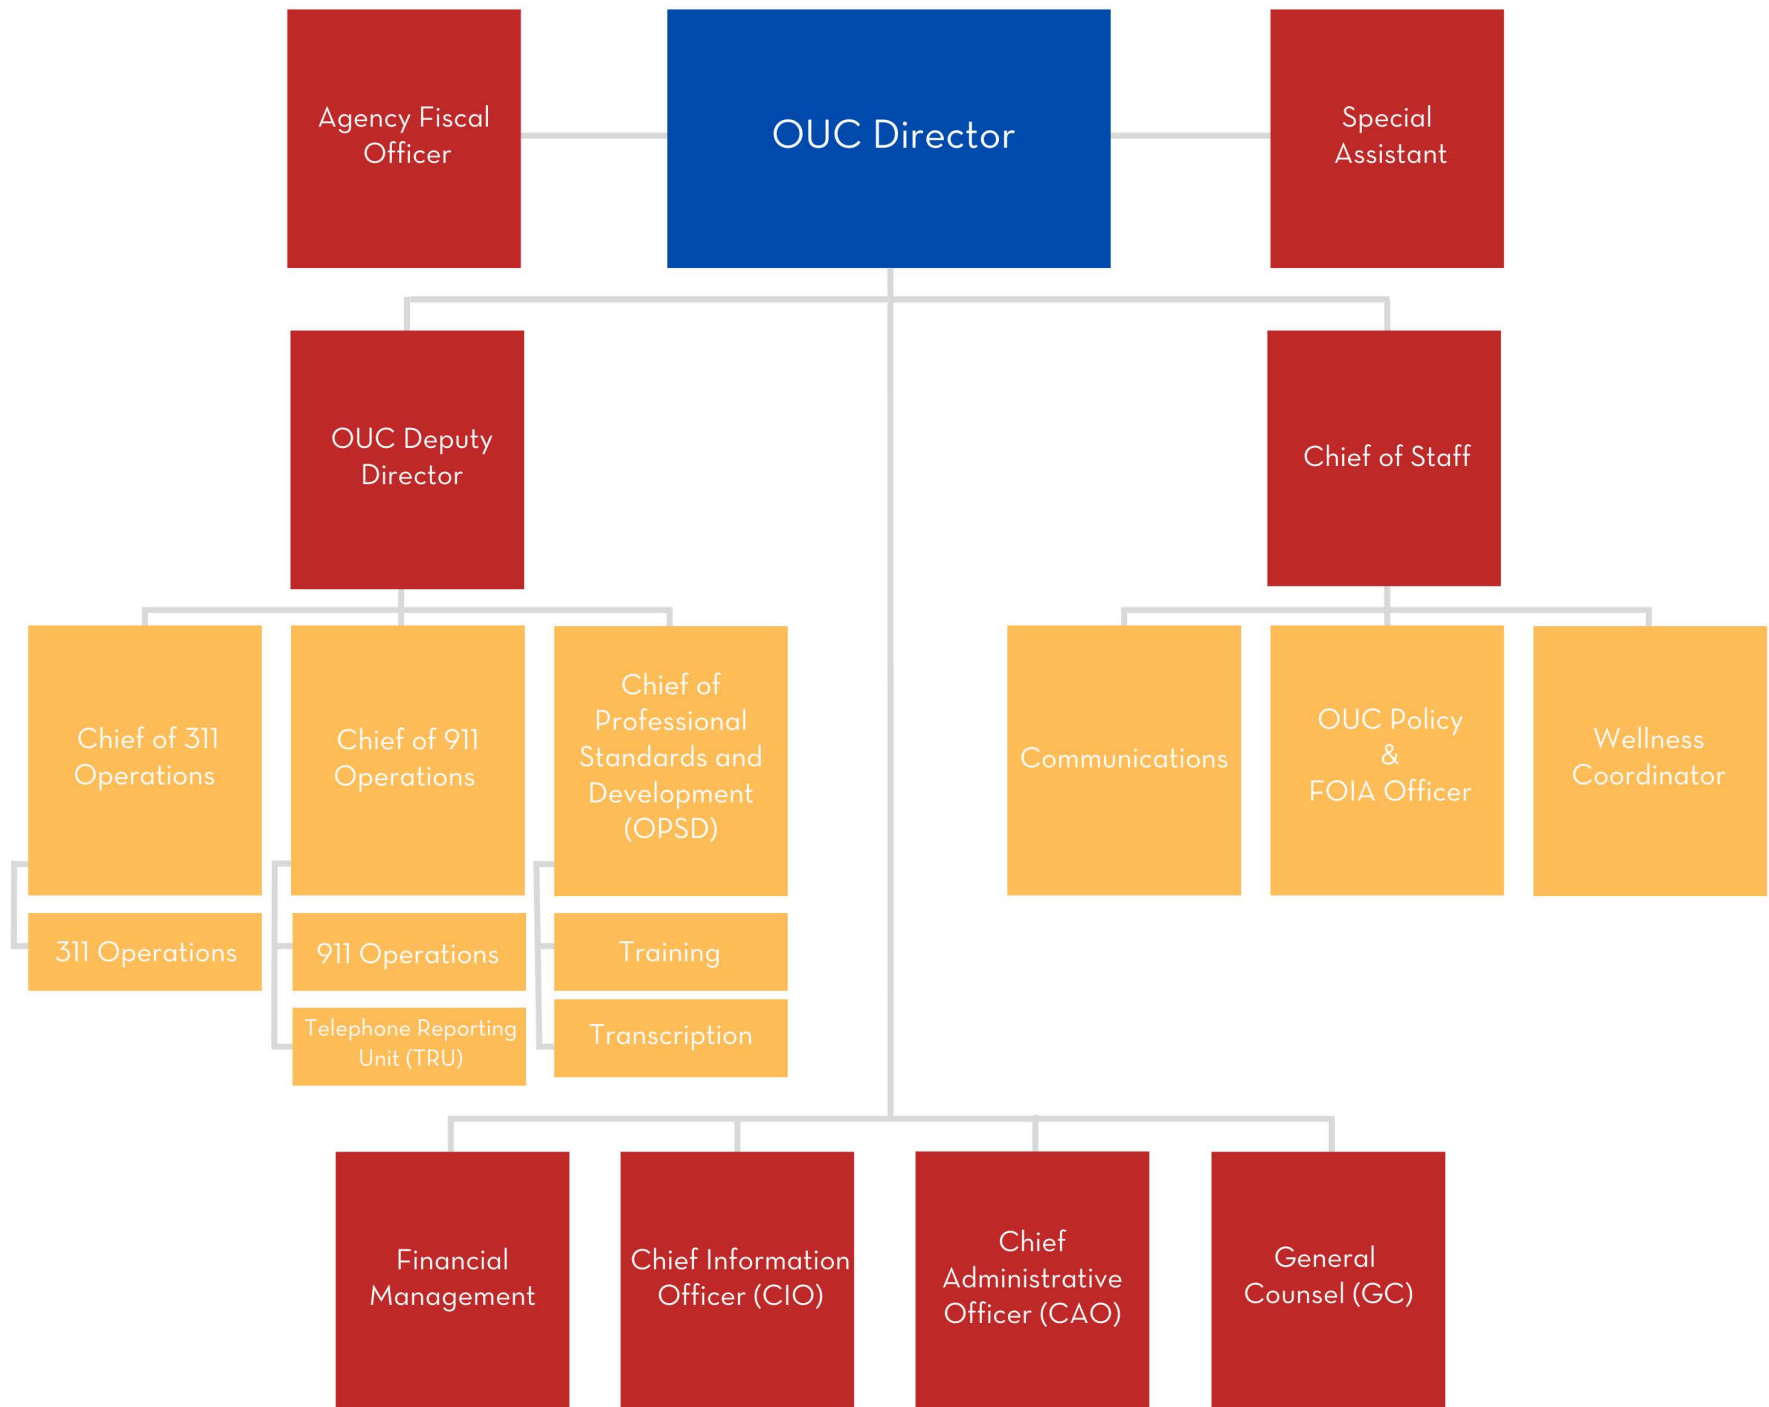 Agency Fiscal
Officer
OUC Director
Special
Assistant
OUC Deputy
Director
Chief of Staff
Chief of 311
Operations
Chief of 911
Operations
Chief of
Professional
Standards and
Development
(OPSD)
Communications
OUC Policy
&
FOIA Officer
Wellness
Coordinator
311 Operations
911 Operations
Training
Telephone Reporting
Unit (TRU)
Transcription
Financial
Management
Chief Information
Officer (CIO)
Chief
Administrative
Officer (CAO)
General
Counsel (GC)